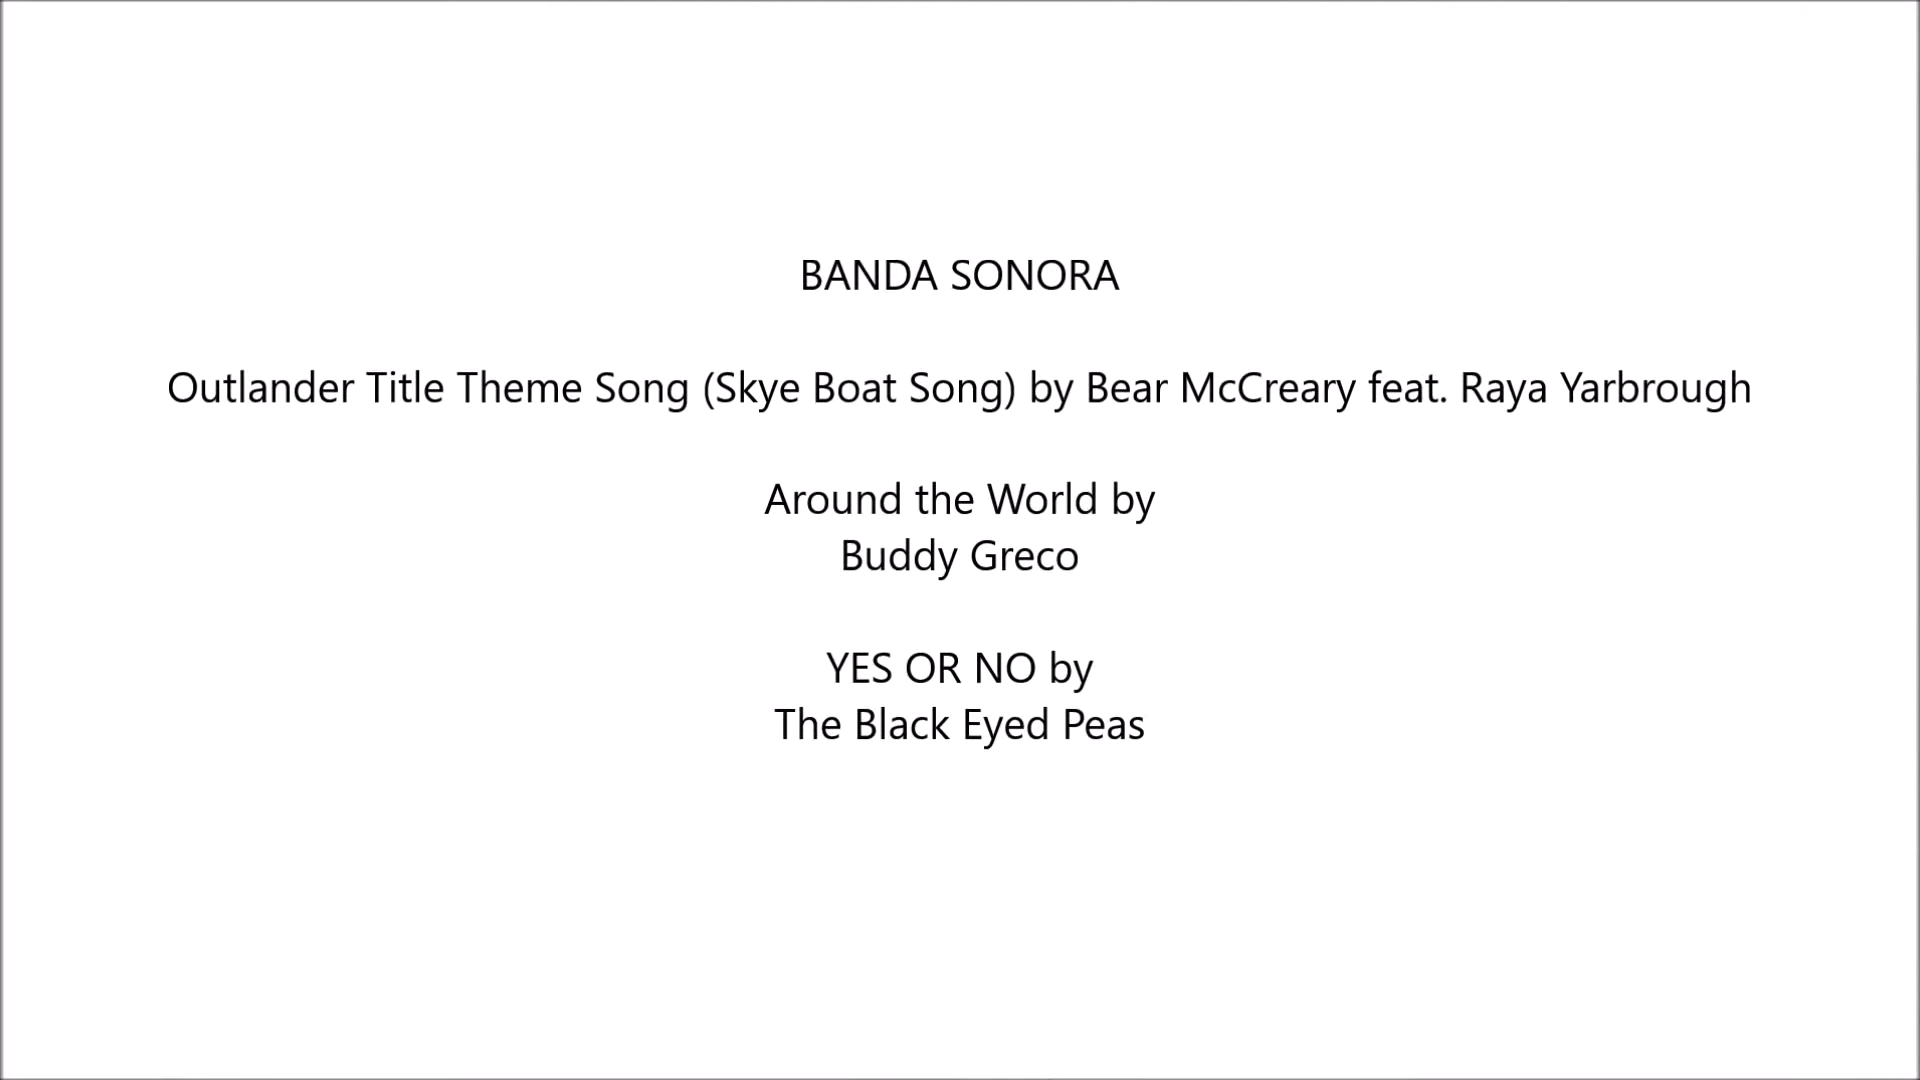 BANDA SONORA
Outlander Title Theme Song (Skye Boat Song) by Bear McCreary feat. Raya Yarbrough
Around the World by
Buddy Greco
YES OR NO by
The Black Eyed Peas